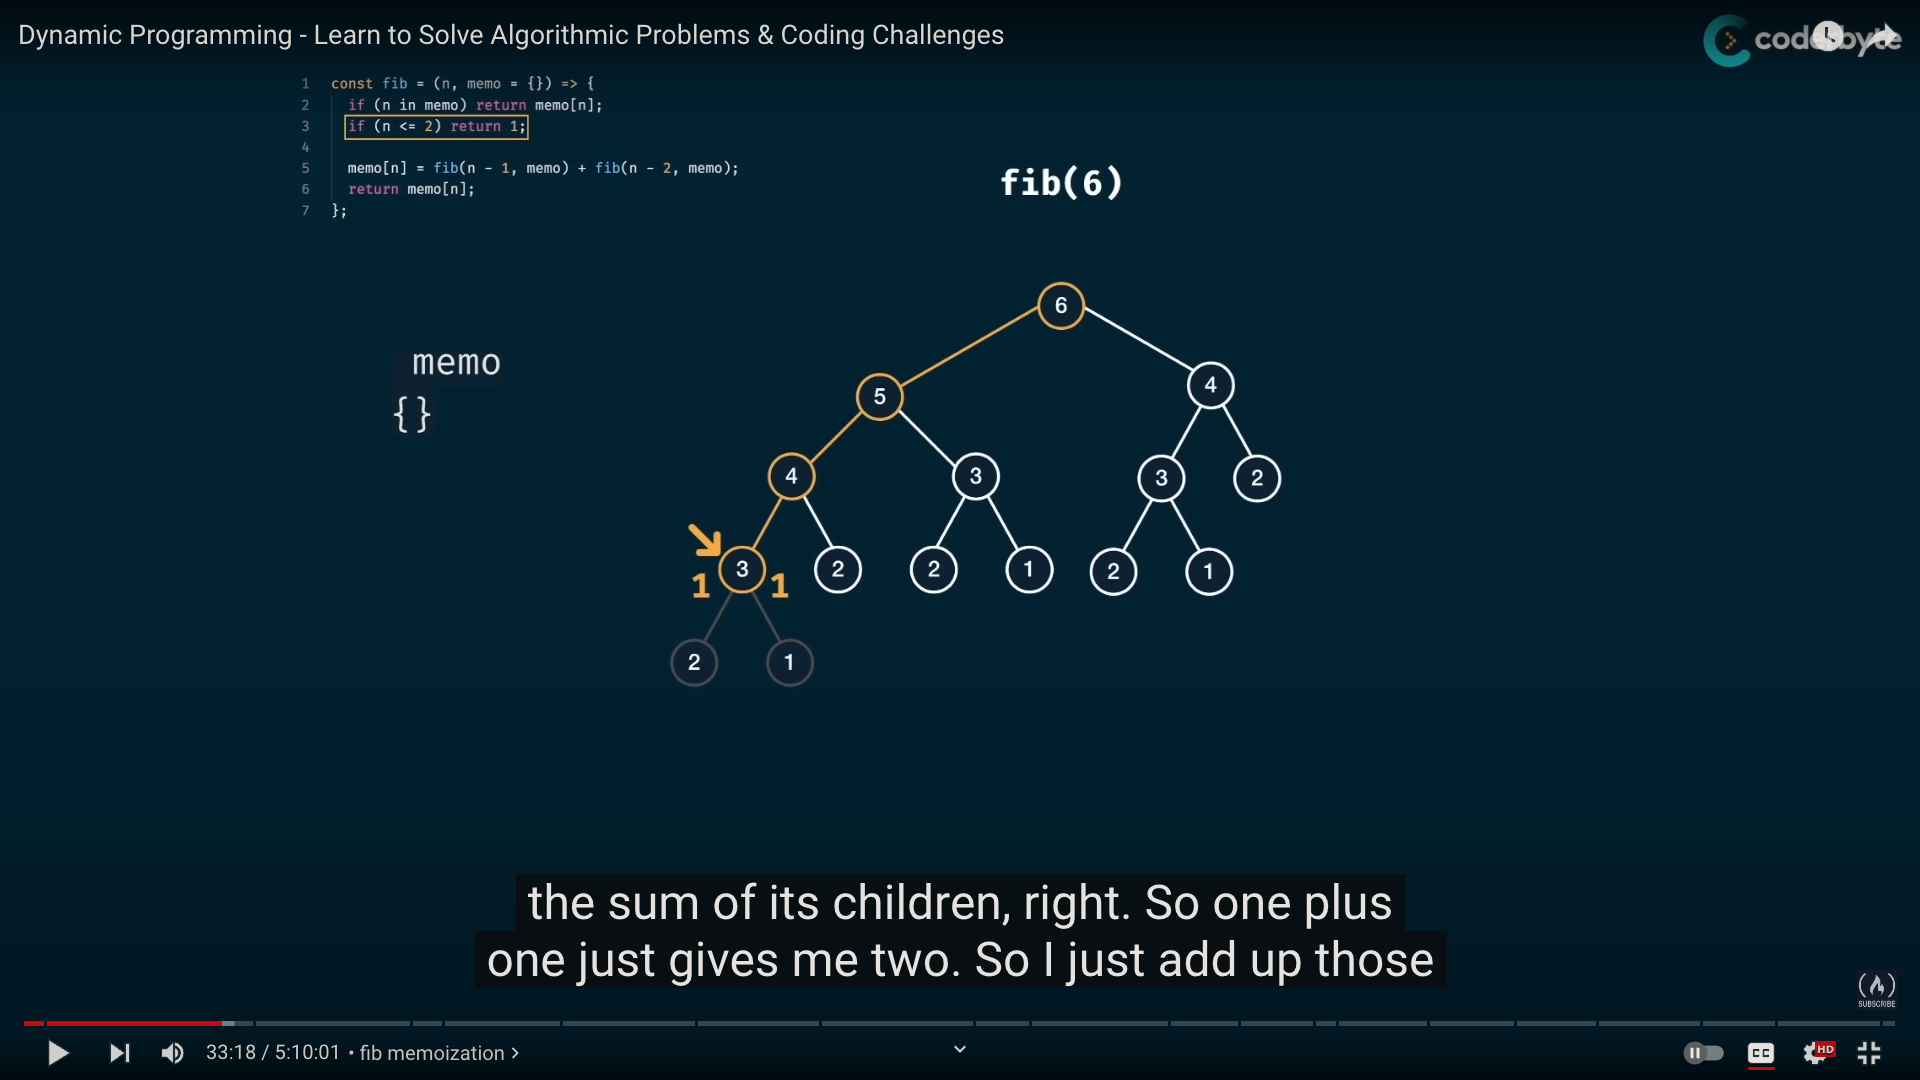 Dynamic Programming - Learn to Solve Algorithmic Problems & Coding Challenges
coderbyte
1 const fib = (n, memo = {}) => {
2 if (n in memo) return memo[n];
3 if (n <= 2) return 1;
4
5 memo[n] = fib(n - 1, memo) + fib(n - 2, memo);
6 return memo[n];
7 };
fib(6)
memo
{}
6
5
4
4
3
3
2
1
3
1
2
2
1
2
1
2
1
the sum of its children, right. So one plus
one just gives me two. So I just add up those
SUBSCRIBE
33:18 / 5:10:01 • fib memoization >
CC
HD